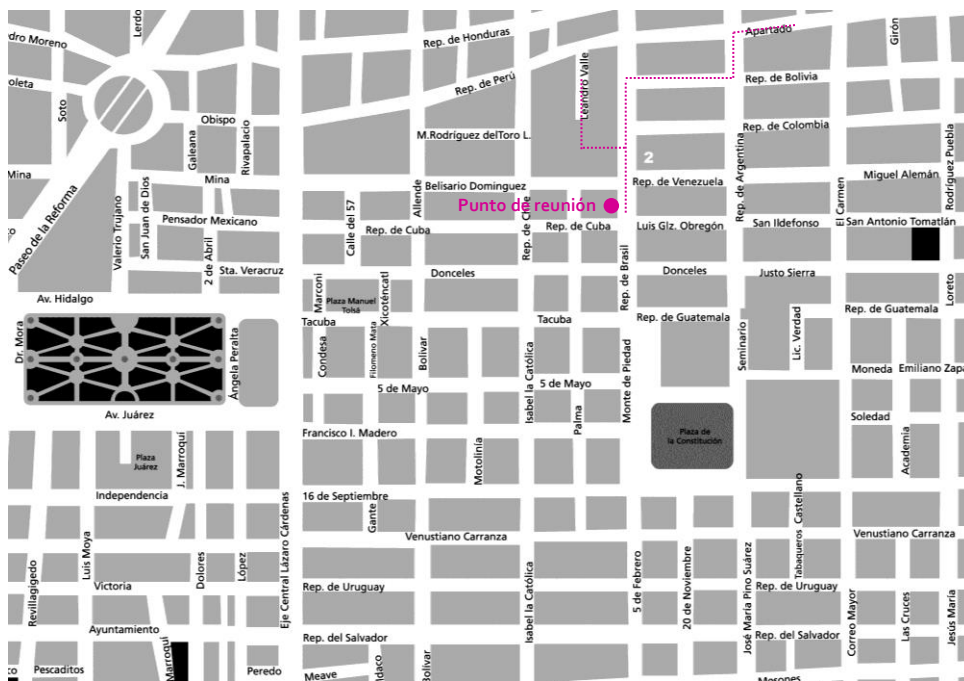 Lerdo
Girón
Apartado
dro Moreno
Rep. de Honduras
Leandro Valle
Rep. de Perú
oleta
Rep. de Bolivia
Soto
Obispo
Rep. de Colombia
M.Rodríguez delToro L.
Galeana
Rivapalacio
2
Rodríguez Puebla
Mina
Mina
Miguel Alemán
Belisario Dominguez
Rep. de Venezuela
Rep. de Argentina
Allende
Punto de reunión
El Carmen
Paseo de la Reforma
Valerio Trujano
San Juan de Dios
Pensador Mexicano
Calle del 57
Rep. de Cuba
Rep. de Chile
Rep. de Cuba
Luis Glz. Obregón
San Ildefonso
San Antonio Tomatlán
2 de Abril
Sta. Veracruz
Donceles
Rep. de Brasil
Donceles
Justo Sierra
Loreto
Av. Hidalgo
Marconi
Plaza Manuel
Tolsá
Xicoténcatl
Tacuba
Tacuba
Rep. de Guatemala
Rep. de Guatemala
Dr. Mora
Ángela Peralta
Condesa
Filomeno Mata
Bolivar
Isabel la Católica
Monte de Piedad
Seminario
Lic. Verdad
Moneda
Emiliano Zapa
5 de Mayo
5 de Mayo
Av. Juárez
Palma
Soledad
Francisco I. Madero
Plaza de
la Constitución
Academia
Plaza
Juárez
J. Marroquí
Motolinía
Independencia
16 de Septiembre
Gante
Tabaqueros
Castellano
Venustiano Carranza
Eje Central Lázaro Cárdenas
Luis Moya
Revillagigedo
Victoria
Dolores
López
Rep. de Uruguay
Isabel la Católica
5 de Febrero
20 de Noviembre
José María Pino Suárez
Rep. de Uruguay
Correo Mayor
Las Cruces
Jesús María
Ayuntamiento
Rep. del Salvador
Rep. del Salvador
Marroquí
co
Pescaditos
Peredo
Meave
ndaco
Bolívar
Mesones